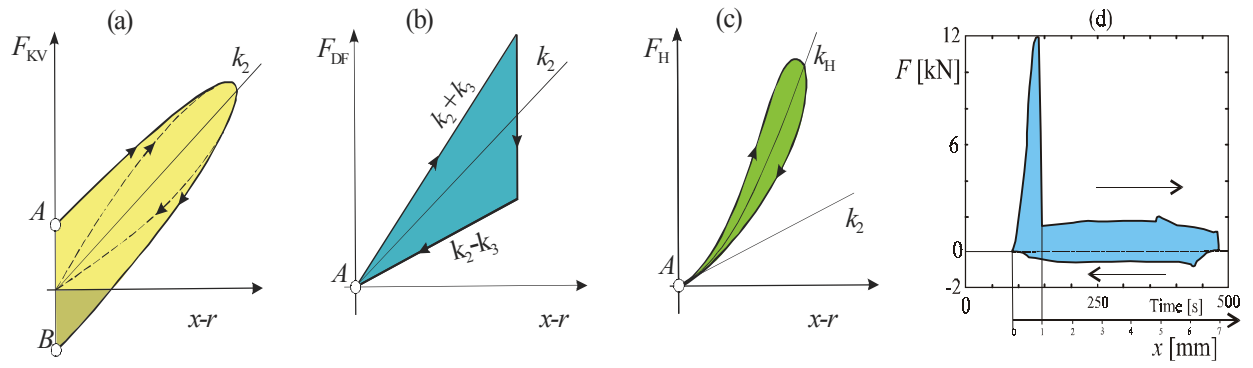 (a)
F_KV
k_2
A
B
x-r
(b)
F_DF
k_2+k_3
k_2
k_2-k_3
A
x-r
(c)
F_H
k_H
k_2
A
x-r
(d)
F [kN]
12
6
0
-2
0
250
Time [s]
500
0 1 2 3 4 5 6 7
x [mm]